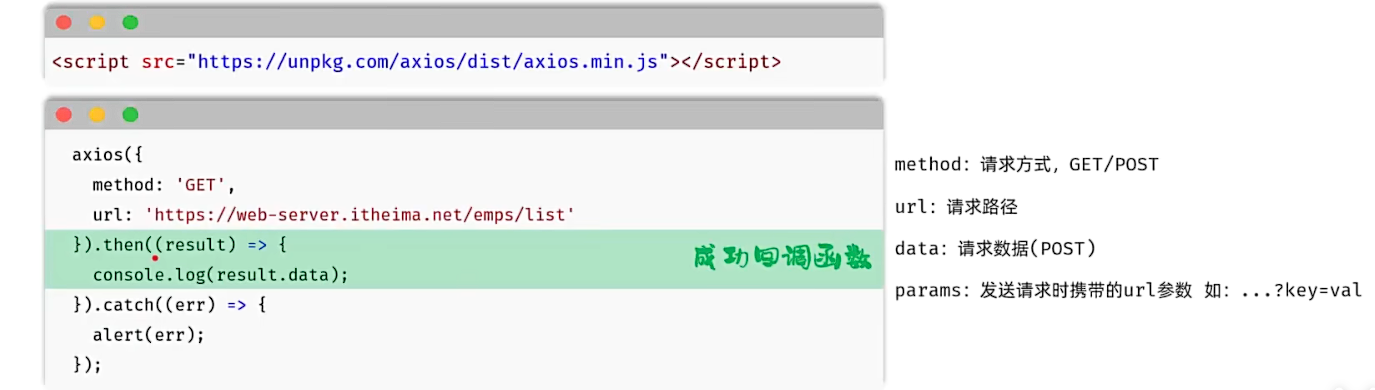 <script src="https://unpkg.com/axios/dist/axios.min.js"></script>
axios({
method: 'GET',
url: 'https://web-server.itheima.net/emps/list'
}).then((result) => {
console.log(result.data);
}).catch((err) => {
alert(err);
});
成功回调函数
method：请求方式，GET/POST
url：请求路径
data：请求数据(POST)
params：发送请求时携带的url参数 如：...?key=val